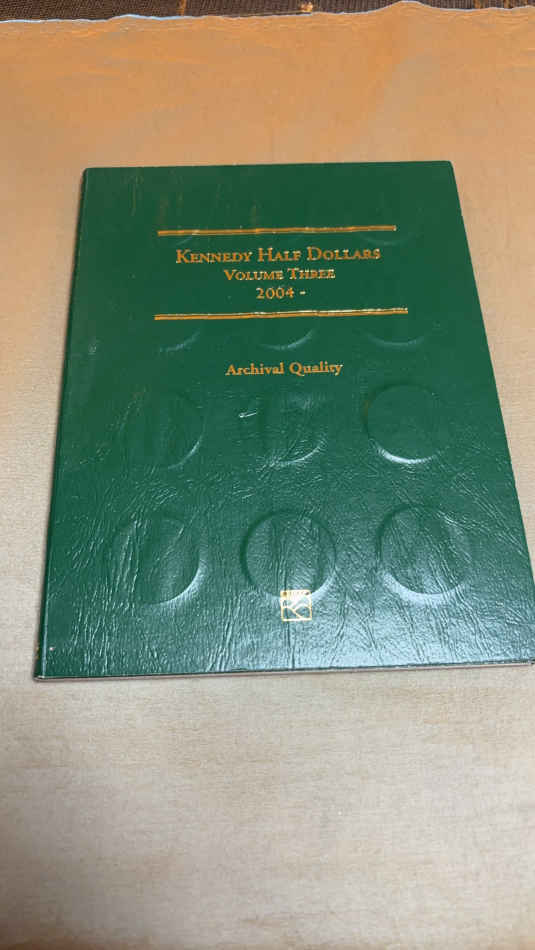 KENNEDY HALF DOLLARS
VOLUME THREE
2004 -
Archival Quality